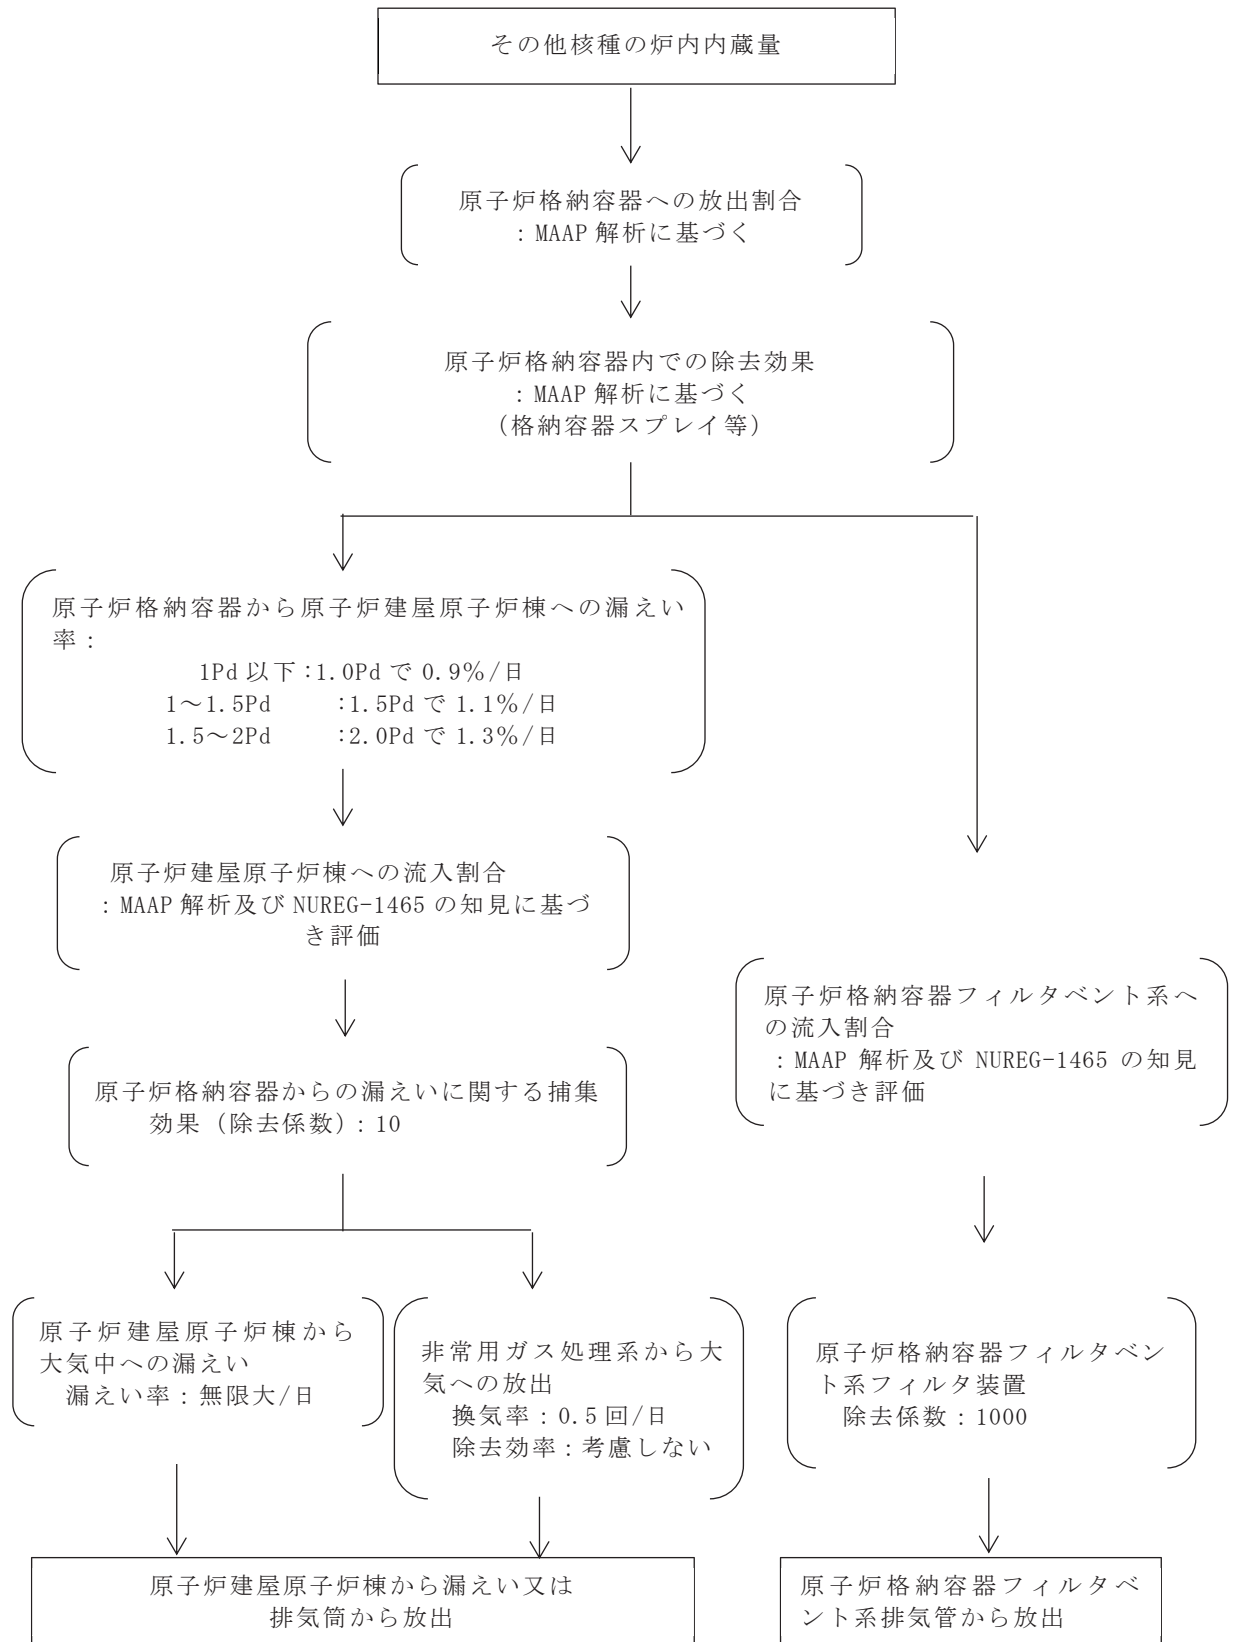 その他核種の炉内内蔵量
原子炉格納容器への放出割合
：MAAP 解析に基づく
原子炉格納容器内での除去効果
：MAAP 解析に基づく
（格納容器スプレイ等）
原子炉格納容器から原子炉建屋原子炉棟への漏えい
率：
1Pd 以下：1.0Pd で 0.9％/日
1～1.5Pd ：1.5Pd で 1.1％/日
1.5～2Pd ：2.0Pd で 1.3％/日
原子炉建屋原子炉棟への流入割合
：MAAP 解析及び NUREG-1465 の知見に基づ
き評価
原子炉格納容器からの漏えいに関する捕集
効果（除去係数）：10
原子炉格納容器フィルタベント系へ
の流入割合
：MAAP 解析及び NUREG-1465 の知見
に基づき評価
原子炉建屋原子炉棟から
大気中への漏えい
漏えい率：無限大/日
非常用ガス処理系から大
気への放出
換気率：0.5 回/日
除去効率：考慮しない
原子炉格納容器フィルタベン
ト系フィルタ装置
除去係数：1000
原子炉建屋原子炉棟から漏えい又は
排気筒から放出
原子炉格納容器フィルタベ
ント系排気管から放出